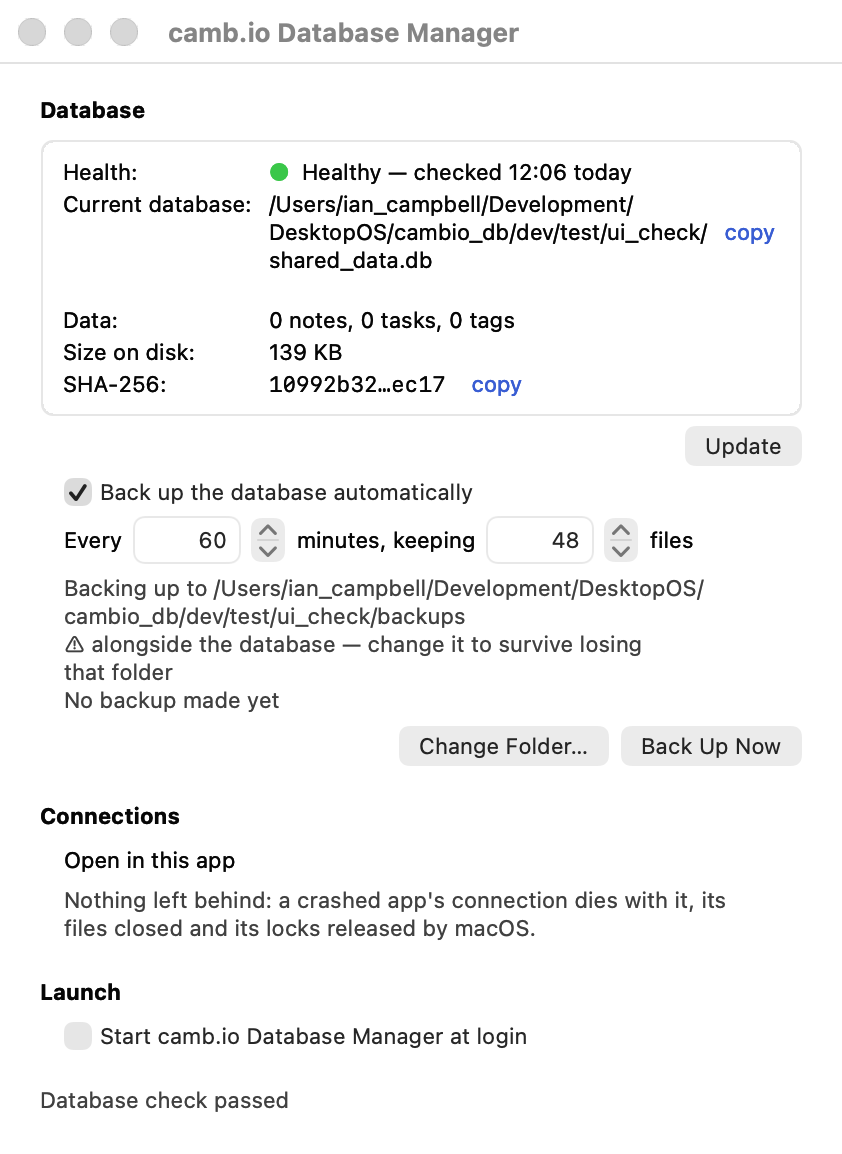 camb.io Database Manager
Database
Health: Healthy — checked 12:06 today
Current database: /Users/ian_campbell/Development/
DesktopOS/cambio_db/dev/test/ui_check/ copy
shared_data.db
Data: 0 notes, 0 tasks, 0 tags
Size on disk: 139 KB
SHA-256: 10992b32…ec17 copy
Update
Back up the database automatically
Every 60 minutes, keeping 48 files
Backing up to /Users/ian_campbell/Development/DesktopOS/
cambio_db/dev/test/ui_check/backups
⚠ alongside the database — change it to survive losing
that folder
No backup made yet
Change Folder... Back Up Now
Connections
Open in this app
Nothing left behind: a crashed app's connection dies with it, its
files closed and its locks released by macOS.
Launch
Start camb.io Database Manager at login
Database check passed